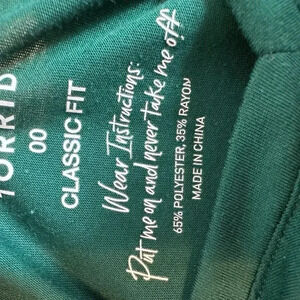 TORRID
00
CLASSIC FIT
Wear Instructions:
Put me on and never take me off
65% POLYESTER, 35% RAYON
MADE IN CHINA